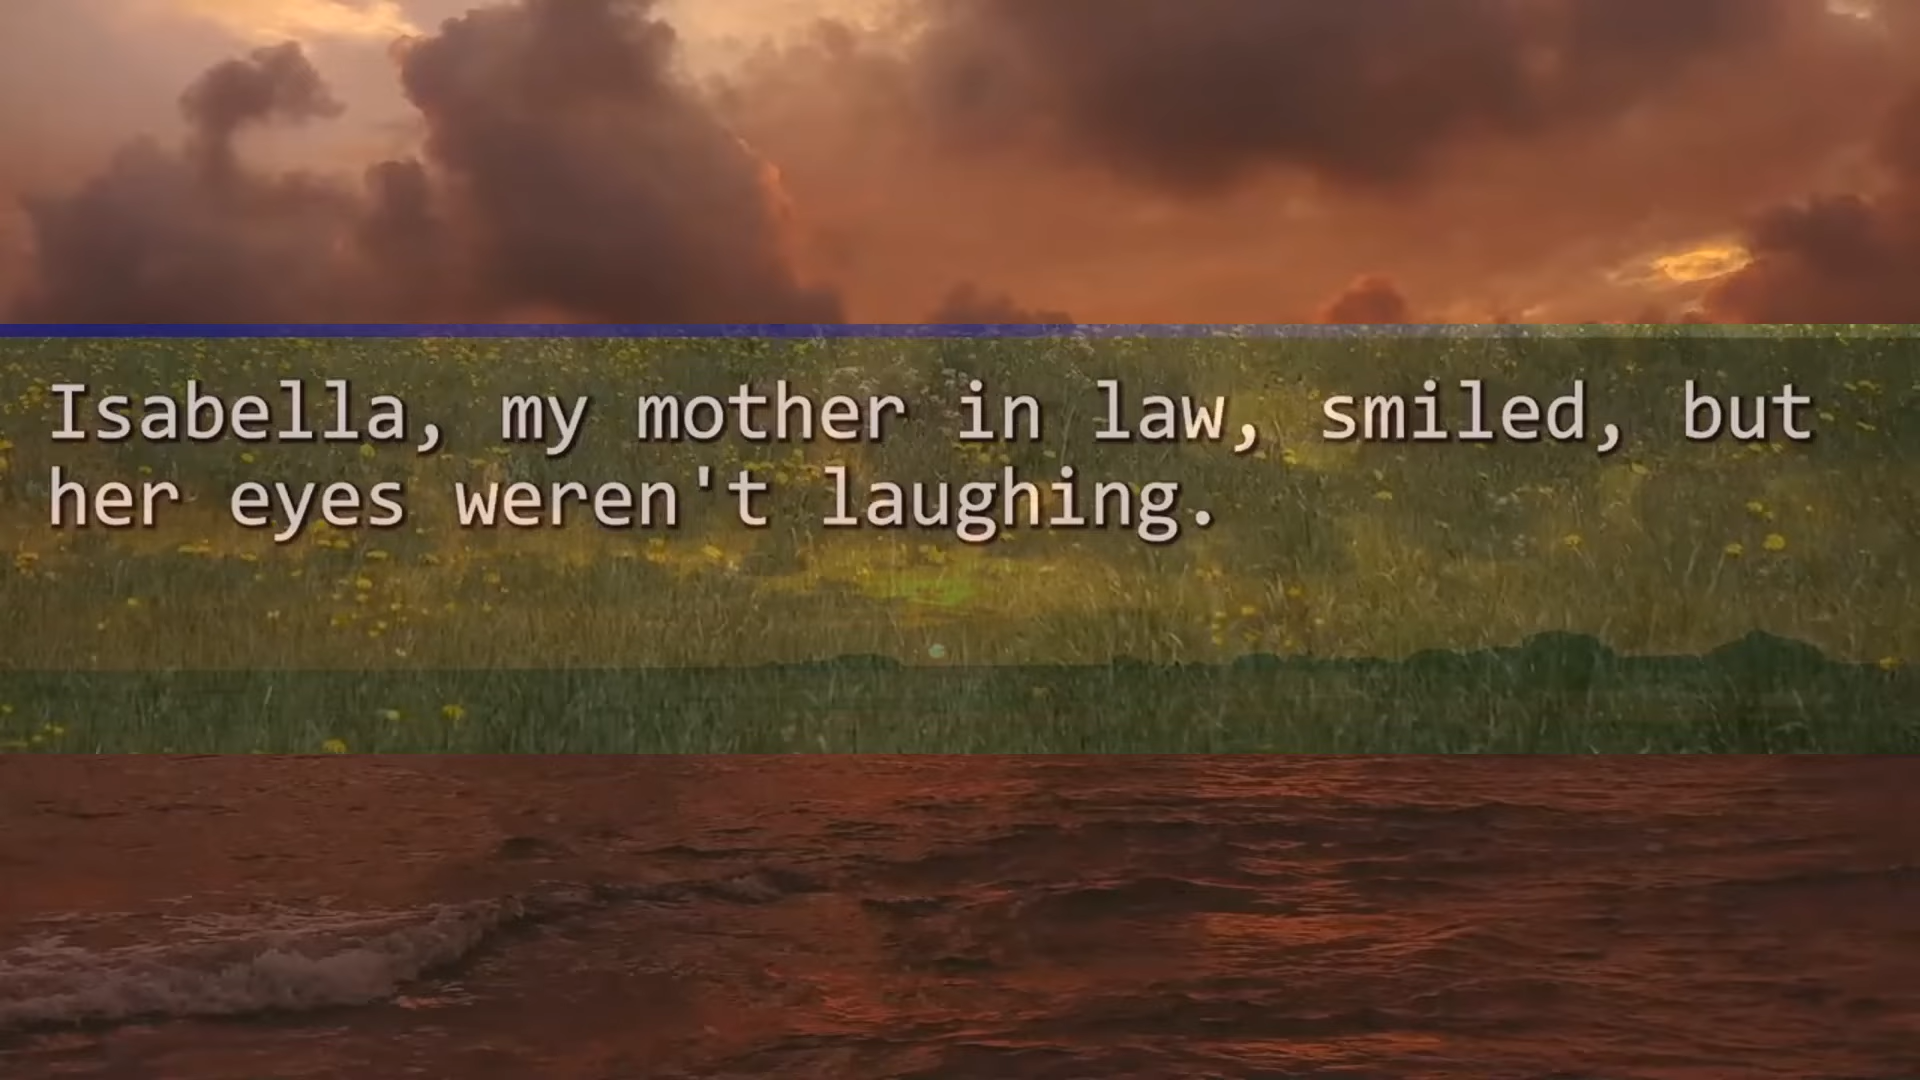 Isabella, my mother in law, smiled, but
her eyes weren't laughing.